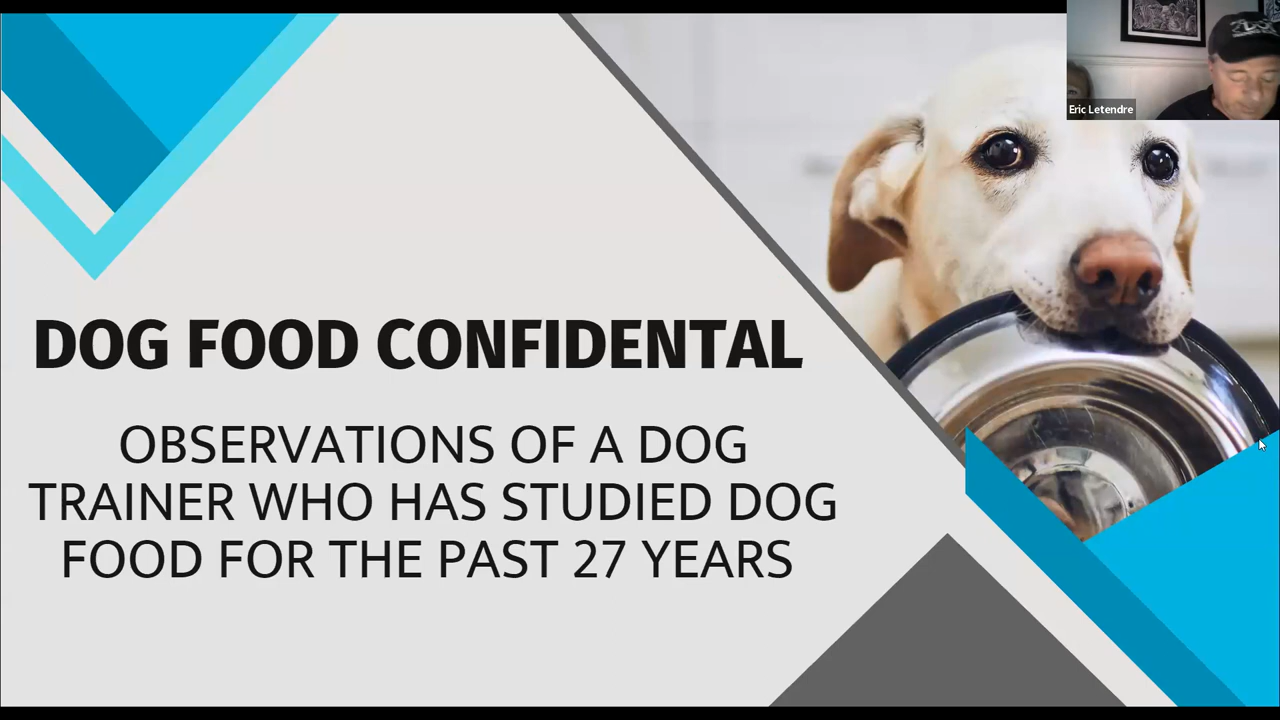 Eric Letendre
DOG FOOD CONFIDENTAL
OBSERVATIONS OF A DOG
TRAINER WHO HAS STUDIED DOG
FOOD FOR THE PAST 27 YEARS